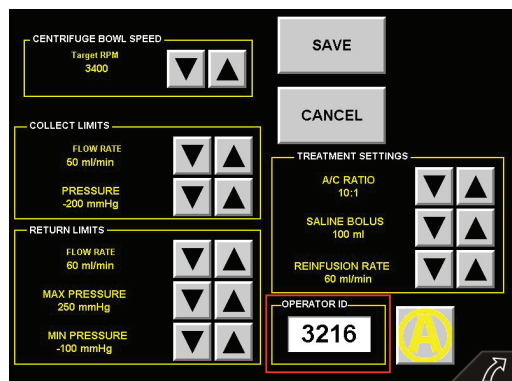 CENTRIFUGE BOWL SPEED
Target RPM
3400
SAVE
CANCEL
COLLECT LIMITS
FLOW RATE
50 ml/min
PRESSURE
-200 mmHg
RETURN LIMITS
FLOW RATE
60 ml/min
MAX PRESSURE
250 mmHg
MIN PRESSURE
-100 mmHg
TREATMENT SETTINGS
A/C RATIO
10:1
SALINE BOLUS
100 ml
REINFUSION RATE
60 ml/min
OPERATOR ID
3216
A